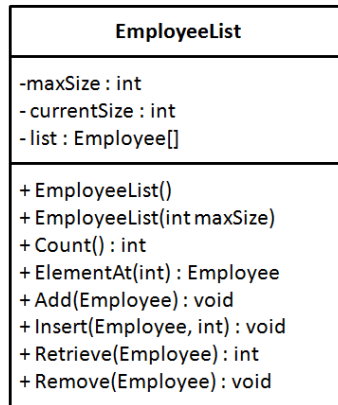 EmployeeList
-maxSize : int
- currentSize : int
- list : Employee[]
+ EmployeeList()
+ EmployeeList(int maxSize)
+ Count() : int
+ ElementAt(int) : Employee
+ Add(Employee) : void
+ Insert(Employee, int) : void
+ Retrieve(Employee) : int
+ Remove(Employee) : void